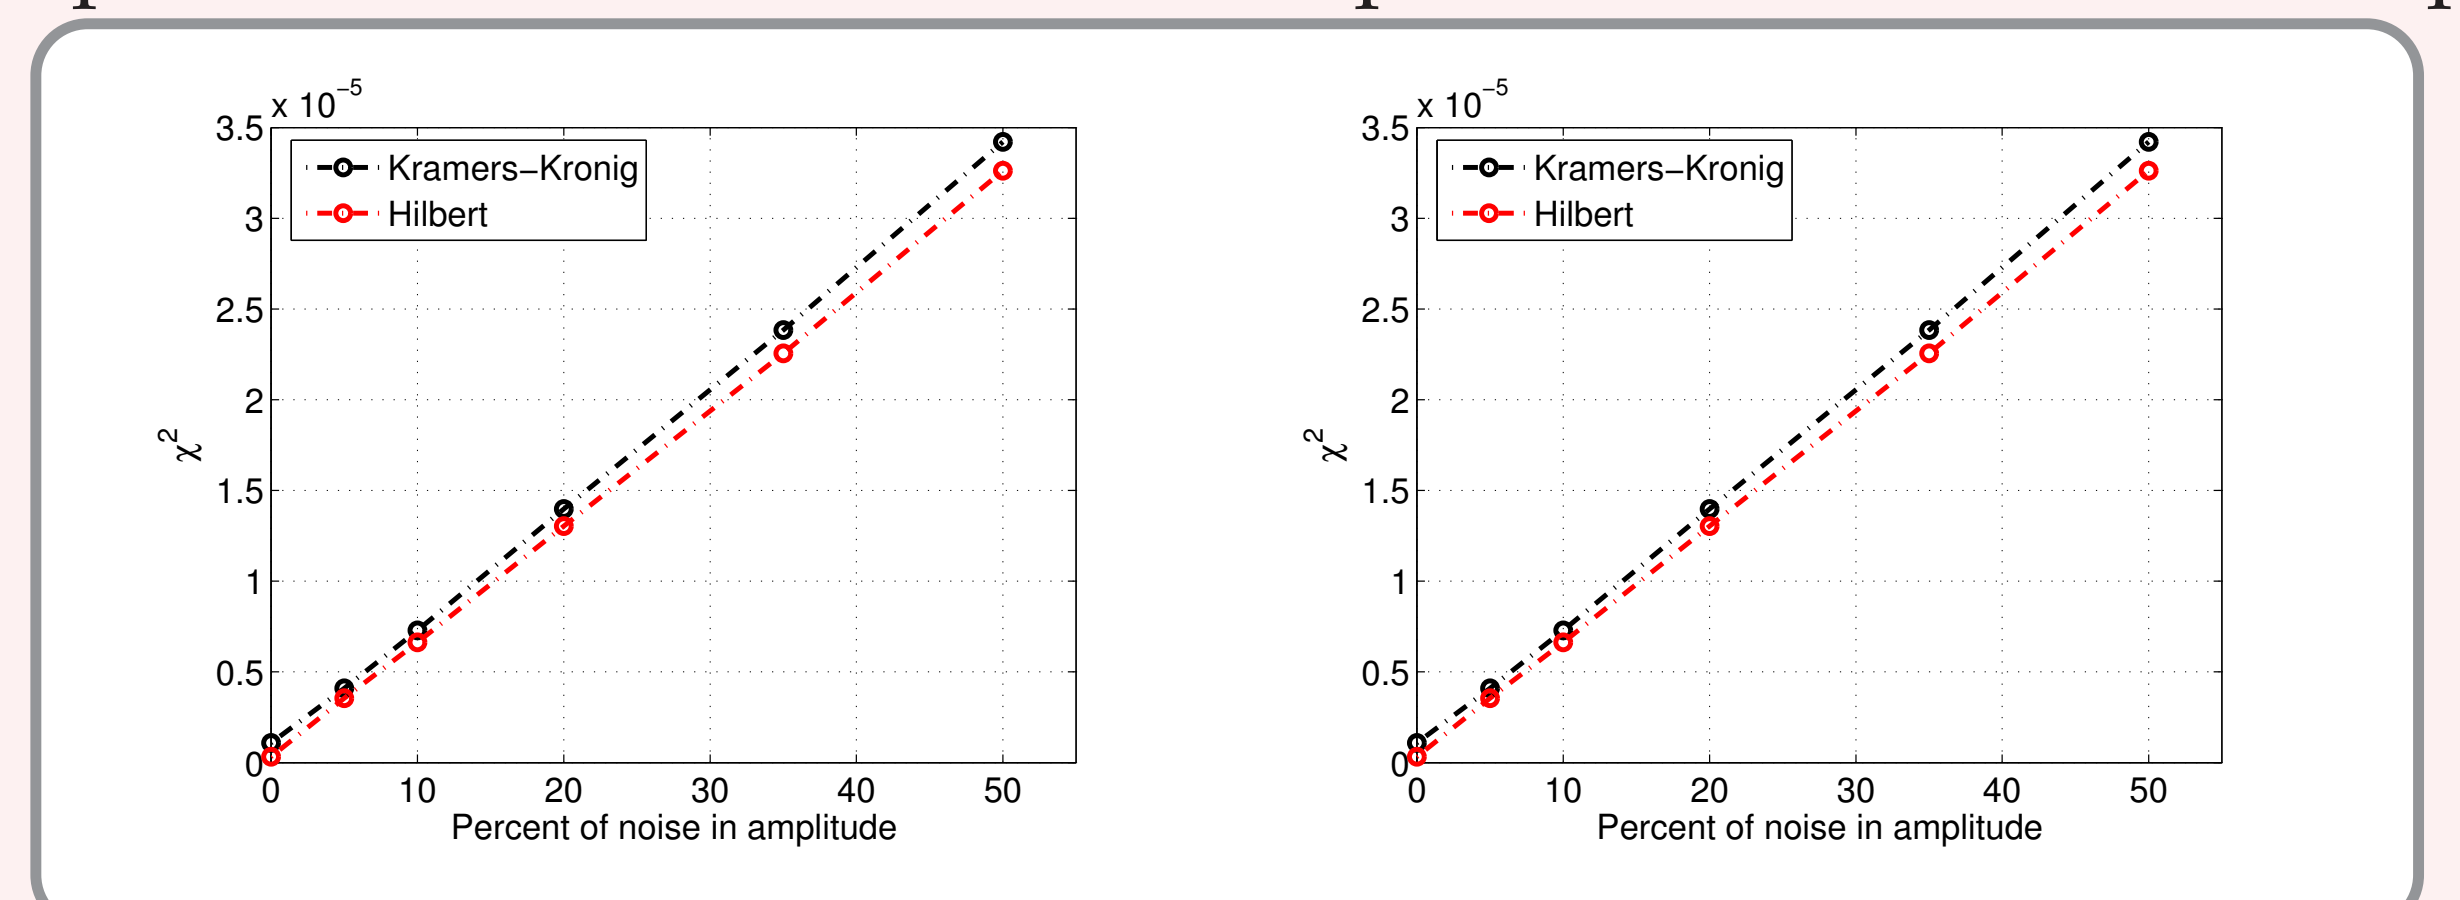 x 10⁻⁵
3.5
3
2.5
2
1.5
1
0.5
0
χ²
Kramers−Kronig
Hilbert
0 10 20 30 40 50
Percent of noise in amplitude
x 10⁻⁵
3.5
3
2.5
2
1.5
1
0.5
0
χ²
Kramers−Kronig
Hilbert
0 10 20 30 40 50
Percent of noise in amplitude